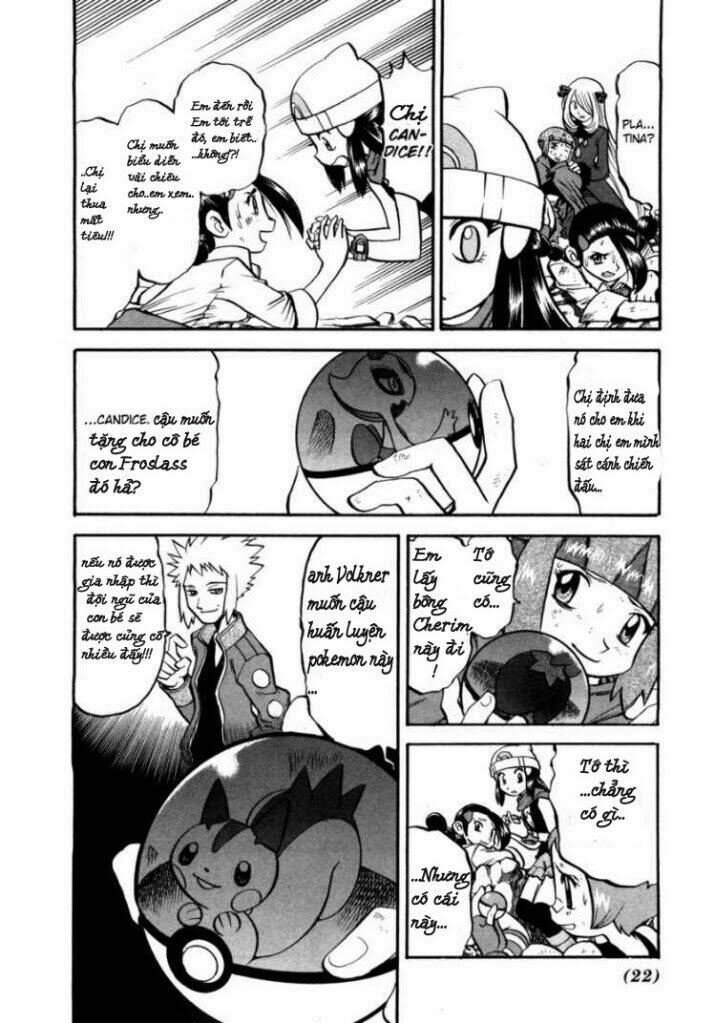 PLA...
TINA?
Chị
CAN-
DICE!!
Em đến rồi
Em tôi trễ
đó, em biết..
..không!?!
Chị muốn
biểu diễn
vài chiêu
cho..em xem..
nhưng.
..Chị
lại
thua
mất
tiêu!!!
Chị định đưa
nó cho em khi
hai chị em mình
sát cánh chiến
đấu...
...CANDICE. cậu muốn
tặng cho cô bé
con Froslass
đó hả?
Tớ
cũng
có...
Em
lấy
bông
Cherim
này đi
!
Tớ thì
...chẳng
có gì...
...Nhưng
có cái
này...
anh Volkner
muốn cậu
huấn luyện
pokemon này
...
nếu nó được
gia nhập thì
đội ngũ của
con bé sẽ
được củng cố
nhiều đấy!!!
(22)